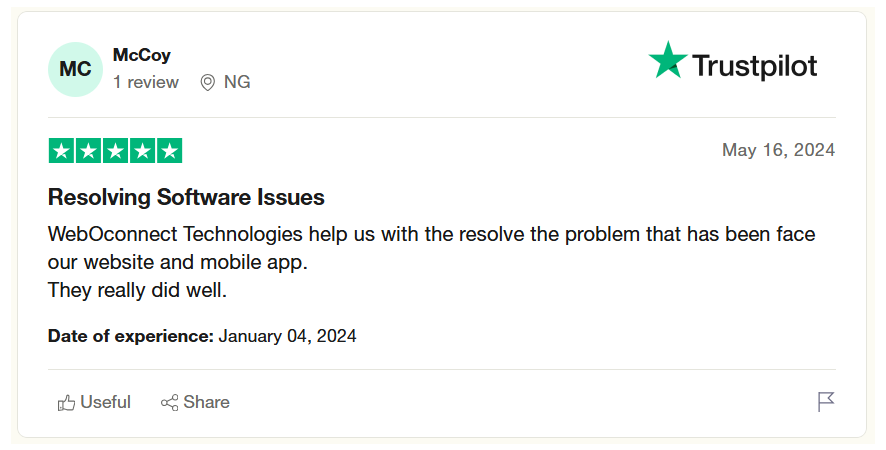 MC
McCoy
1 review NG
Trustpilot
May 16, 2024
Resolving Software Issues
WebOconnect Technologies help us with the resolve the problem that has been face
our website and mobile app.
They really did well.
Date of experience: January 04, 2024
Useful Share